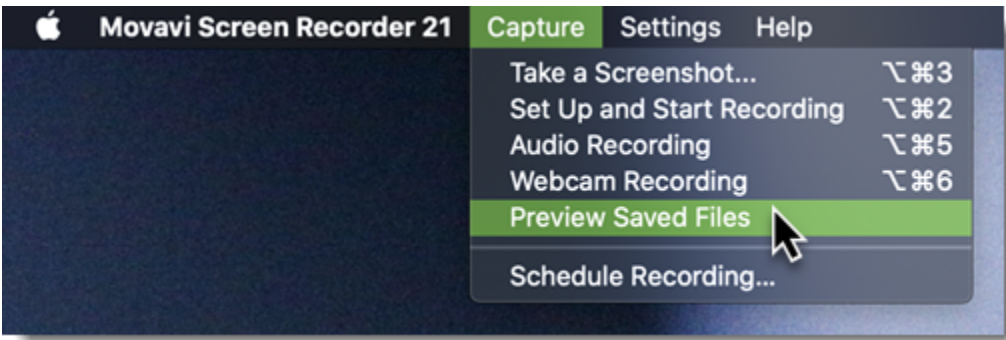 Movavi Screen Recorder 21 Capture Settings Help
Take a Screenshot... ⌥⌘3
Set Up and Start Recording ⌥⌘2
Audio Recording ⌥⌘5
Webcam Recording ⌥⌘6
Preview Saved Files
Schedule Recording...